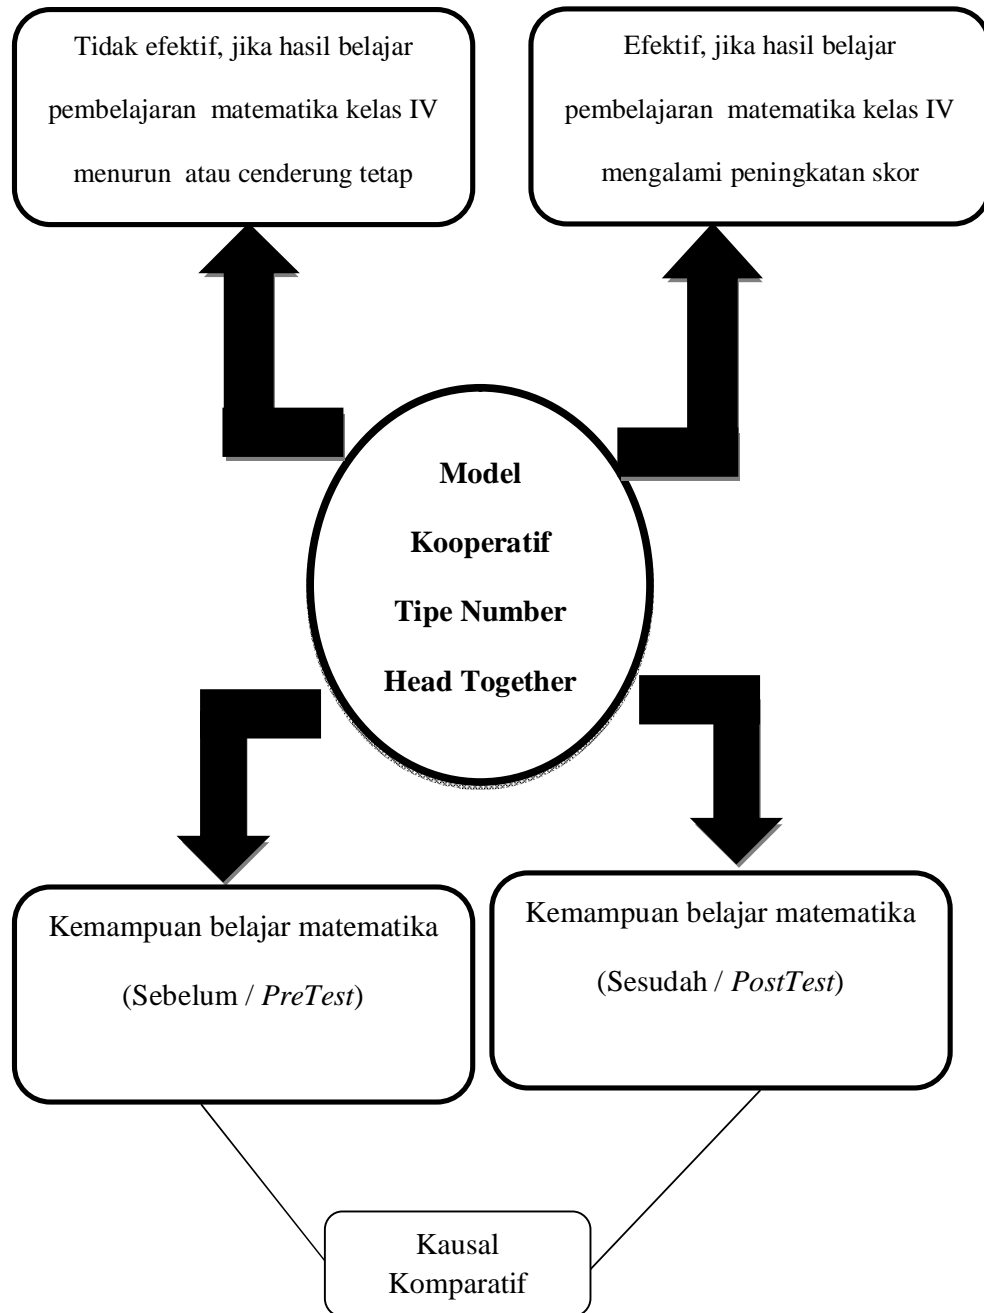 Tidak efektif, jika hasil belajar
pembelajaran matematika kelas IV
menurun atau cenderung tetap
Efektif, jika hasil belajar
pembelajaran matematika kelas IV
mengalami peningkatan skor
Model
Kooperatif
Tipe Number
Head Together
Kemampuan belajar matematika
(Sebelum / PreTest)
Kemampuan belajar matematika
(Sesudah / PostTest)
Kausal
Komparatif